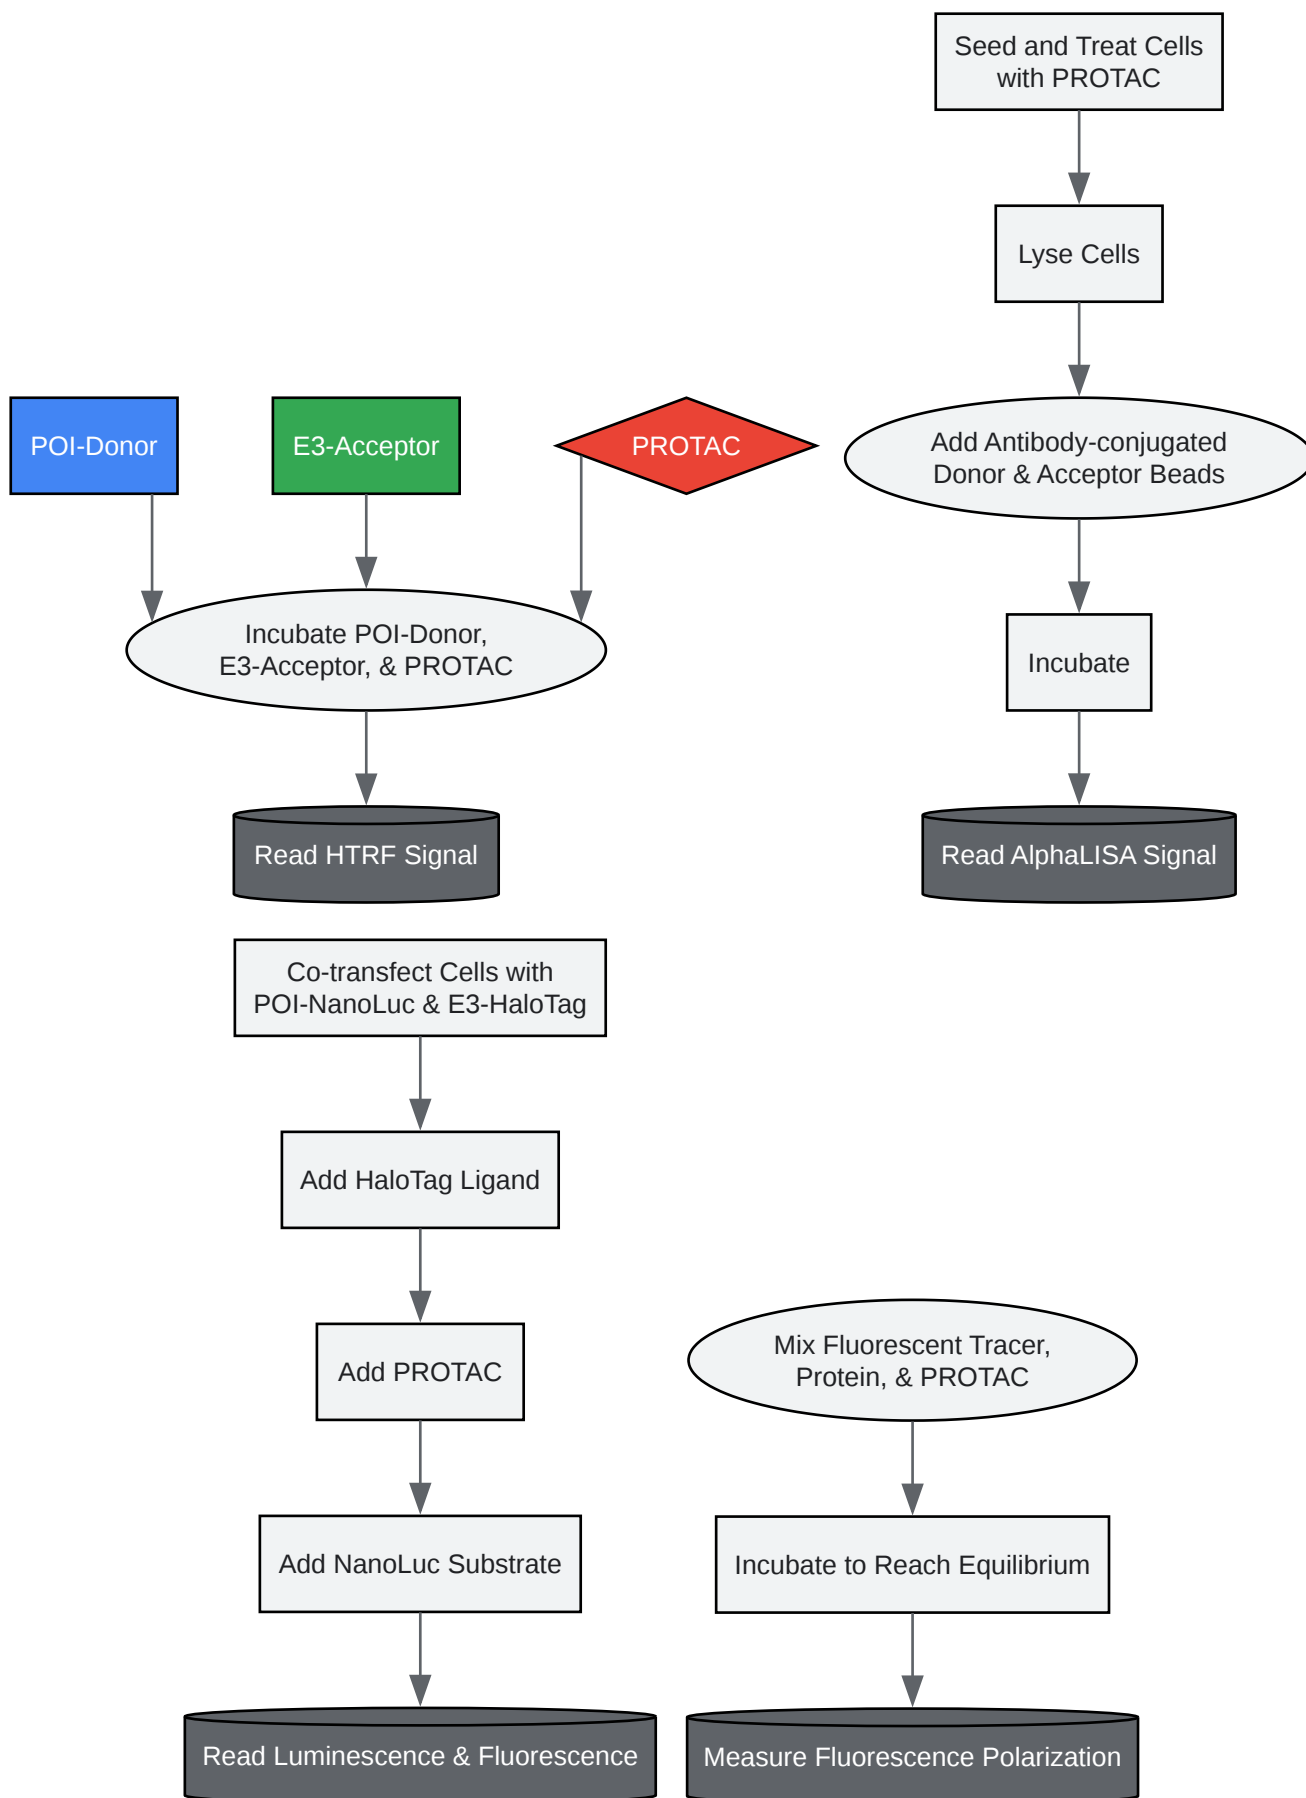 Seed and Treat Cells
with PROTAC
Lyse Cells
POI-Donor
E3-Acceptor
PROTAC
Add Antibody-conjugated
Donor & Acceptor Beads
Incubate POI-Donor,
E3-Acceptor, & PROTAC
Incubate
Read HTRF Signal
Read AlphaLISA Signal
Co-transfect Cells with
POI-NanoLuc & E3-HaloTag
Add HaloTag Ligand
Add PROTAC
Mix Fluorescent Tracer,
Protein, & PROTAC
Add NanoLuc Substrate
Incubate to Reach Equilibrium
Read Luminescence & Fluorescence
Measure Fluorescence Polarization